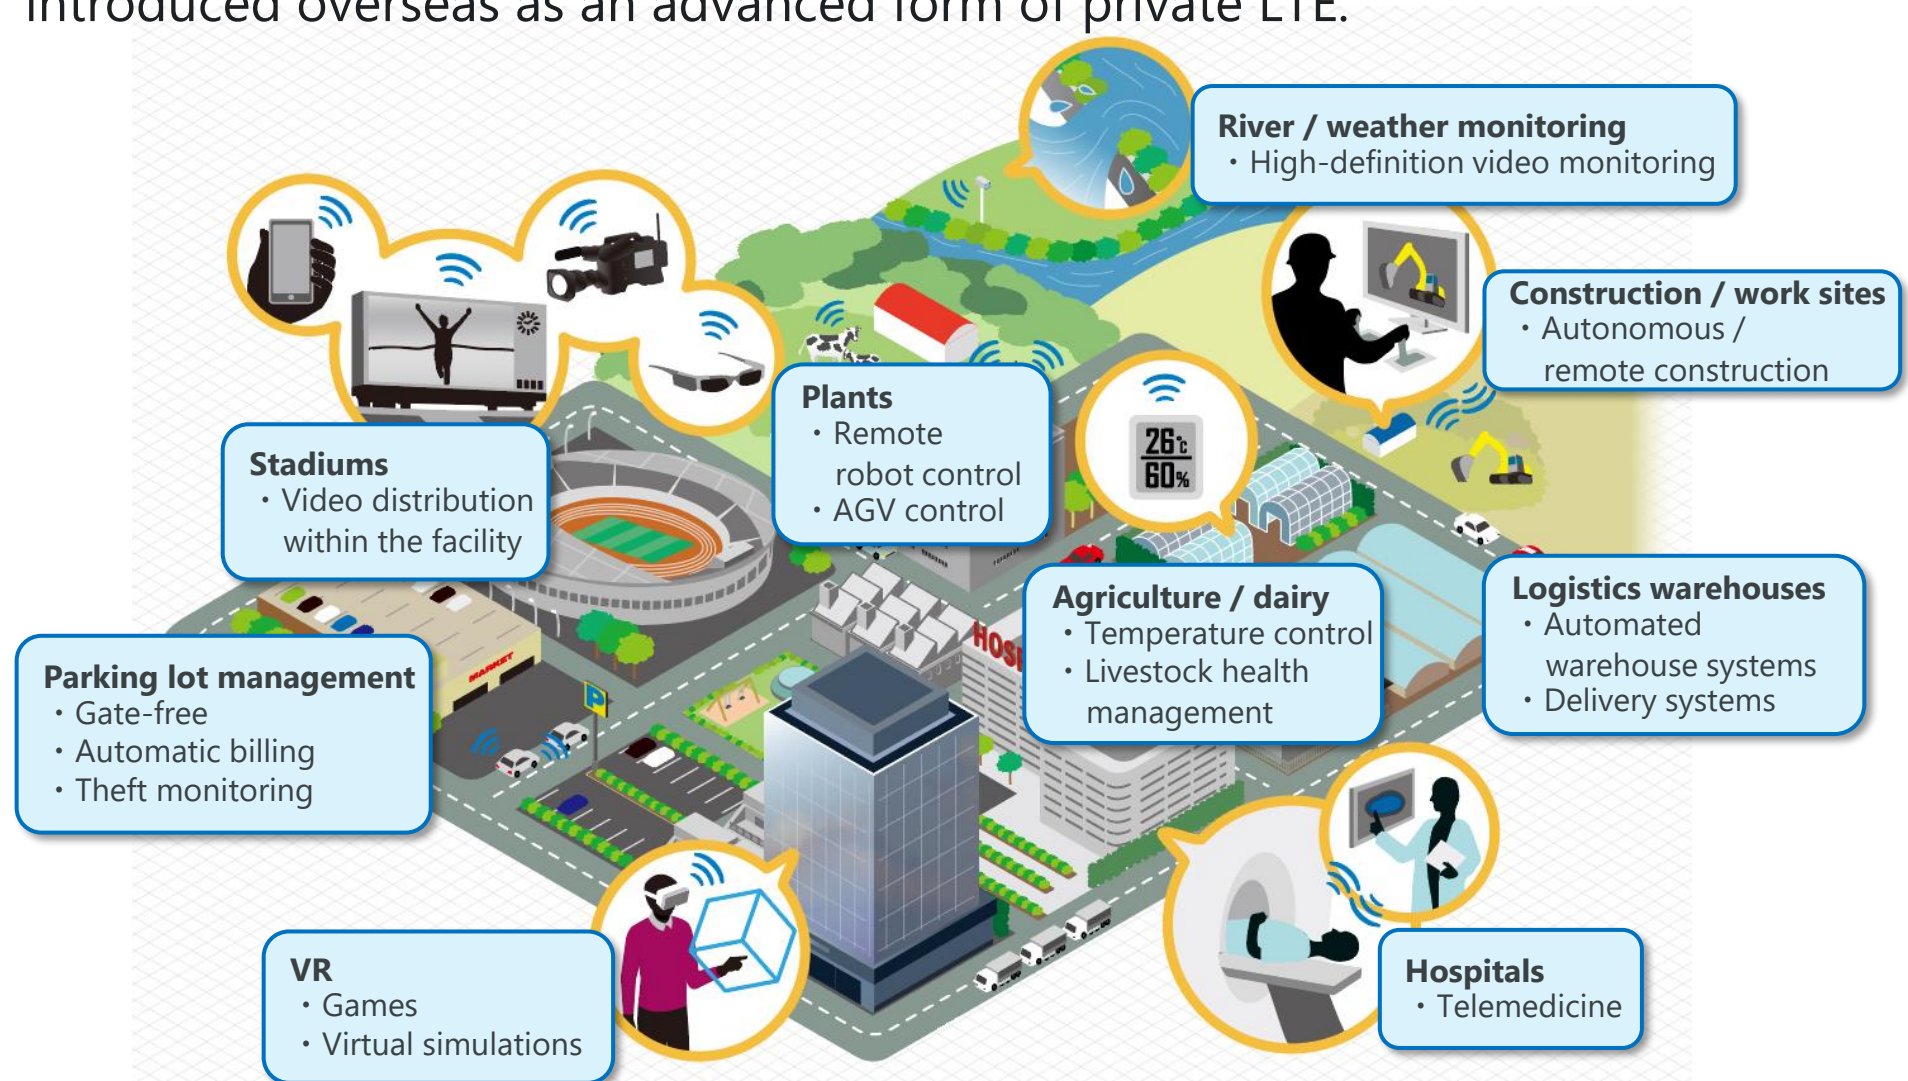 introduced overseas as an advanced form of private LTE.
River / weather monitoring
・High-definition video monitoring
Construction / work sites
・Autonomous /
remote construction
Plants
・Remote
robot control
・AGV control
26℃
60%
Stadiums
・Video distribution
within the facility
Agriculture / dairy
・Temperature control
・Livestock health
management
Logistics warehouses
・Automated
warehouse systems
・Delivery systems
HOS
MARKET
P
Parking lot management
・Gate-free
・Automatic billing
・Theft monitoring
VR
・Games
・Virtual simulations
Hospitals
・Telemedicine